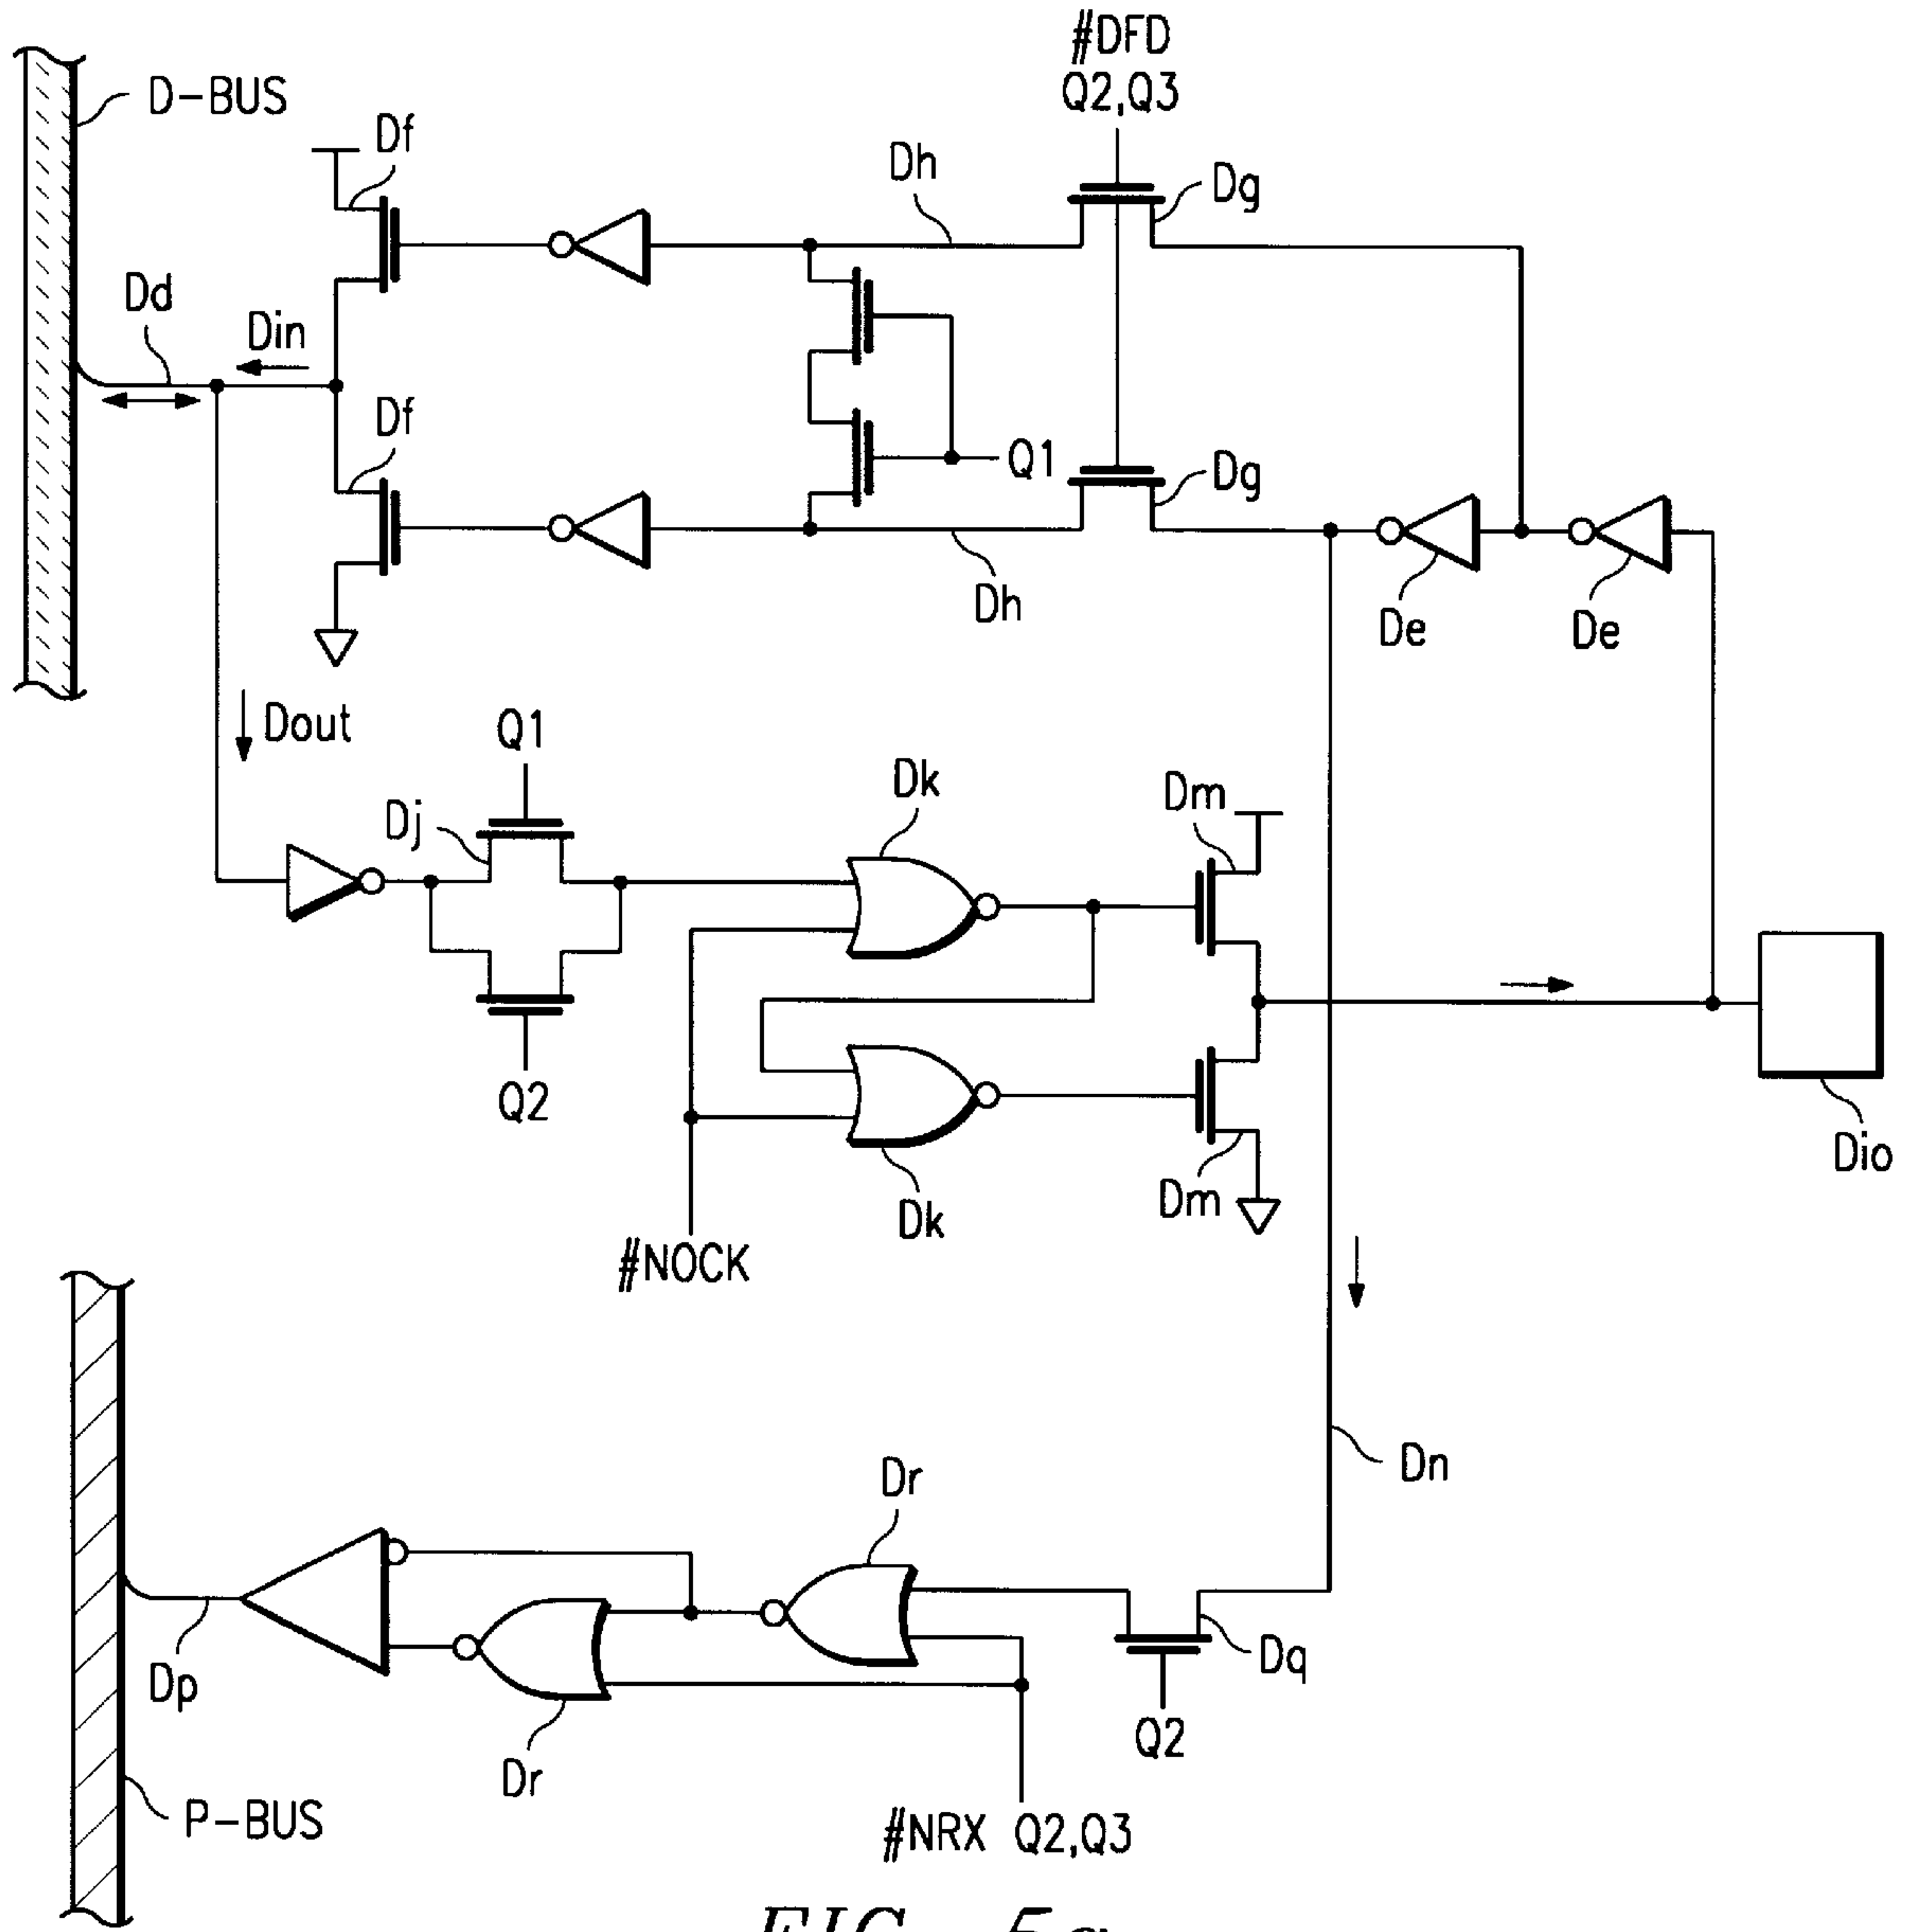 #DFD
Q2,Q3
D-BUS
Df
Dh
Dg
Dd
Din
Df
Q1
Dg
Dh
De
De
Dout
Q1
Dj
Dk
Dm
Q2
Dk
Dm
Dio
#NOCK
Dn
Dr
Dp
Dq
Dr
Q2
P-BUS
#NRX Q2,Q3